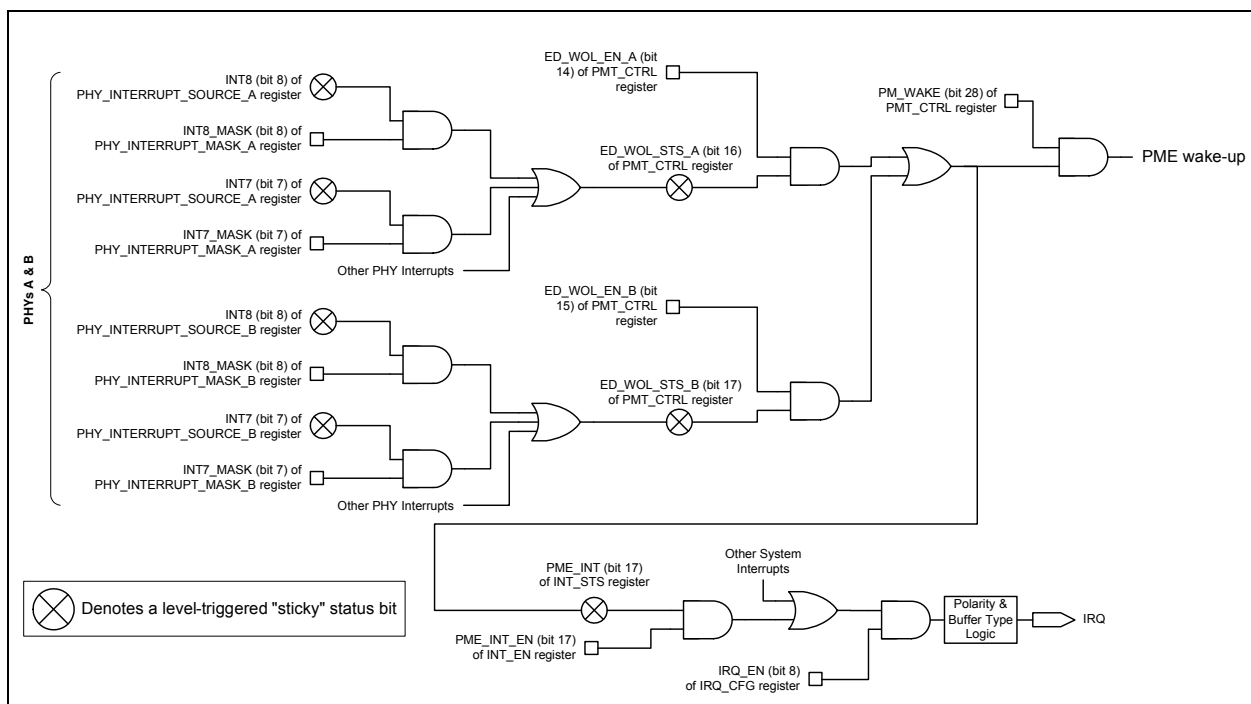 INT8 (bit 8) of
PHY_INTERRUPT_SOURCE_A register
INT8_MASK (bit 8) of
PHY_INTERRUPT_MASK_A register
INT7 (bit 7) of
PHY_INTERRUPT_SOURCE_A register
INT7_MASK (bit 7) of
PHY_INTERRUPT_MASK_A register
Other PHY Interrupts
ED_WOL_EN_A (bit
14) of PMT_CTRL
register
ED_WOL_STS_A (bit 16)
of PMT_CTRL register
PM_WAKE (bit 28) of
PMT_CTRL register
PME wake-up
PHYs A & B
INT8 (bit 8) of
PHY_INTERRUPT_SOURCE_B register
INT8_MASK (bit 8) of
PHY_INTERRUPT_MASK_B register
INT7 (bit 7) of
PHY_INTERRUPT_SOURCE_B register
INT7_MASK (bit 7) of
PHY_INTERRUPT_MASK_B register
Other PHY Interrupts
ED_WOL_EN_B (bit
15) of PMT_CTRL
register
ED_WOL_STS_B (bit 17)
of PMT_CTRL register
Denotes a level-triggered "sticky" status bit
PME_INT (bit 17)
of INT_STS register
PME_INT_EN (bit 17)
of INT_EN register
Other System
Interrupts
IRQ_EN (bit 8)
of IRQ_CFG register
Polarity &
Buffer Type
Logic
IRQ